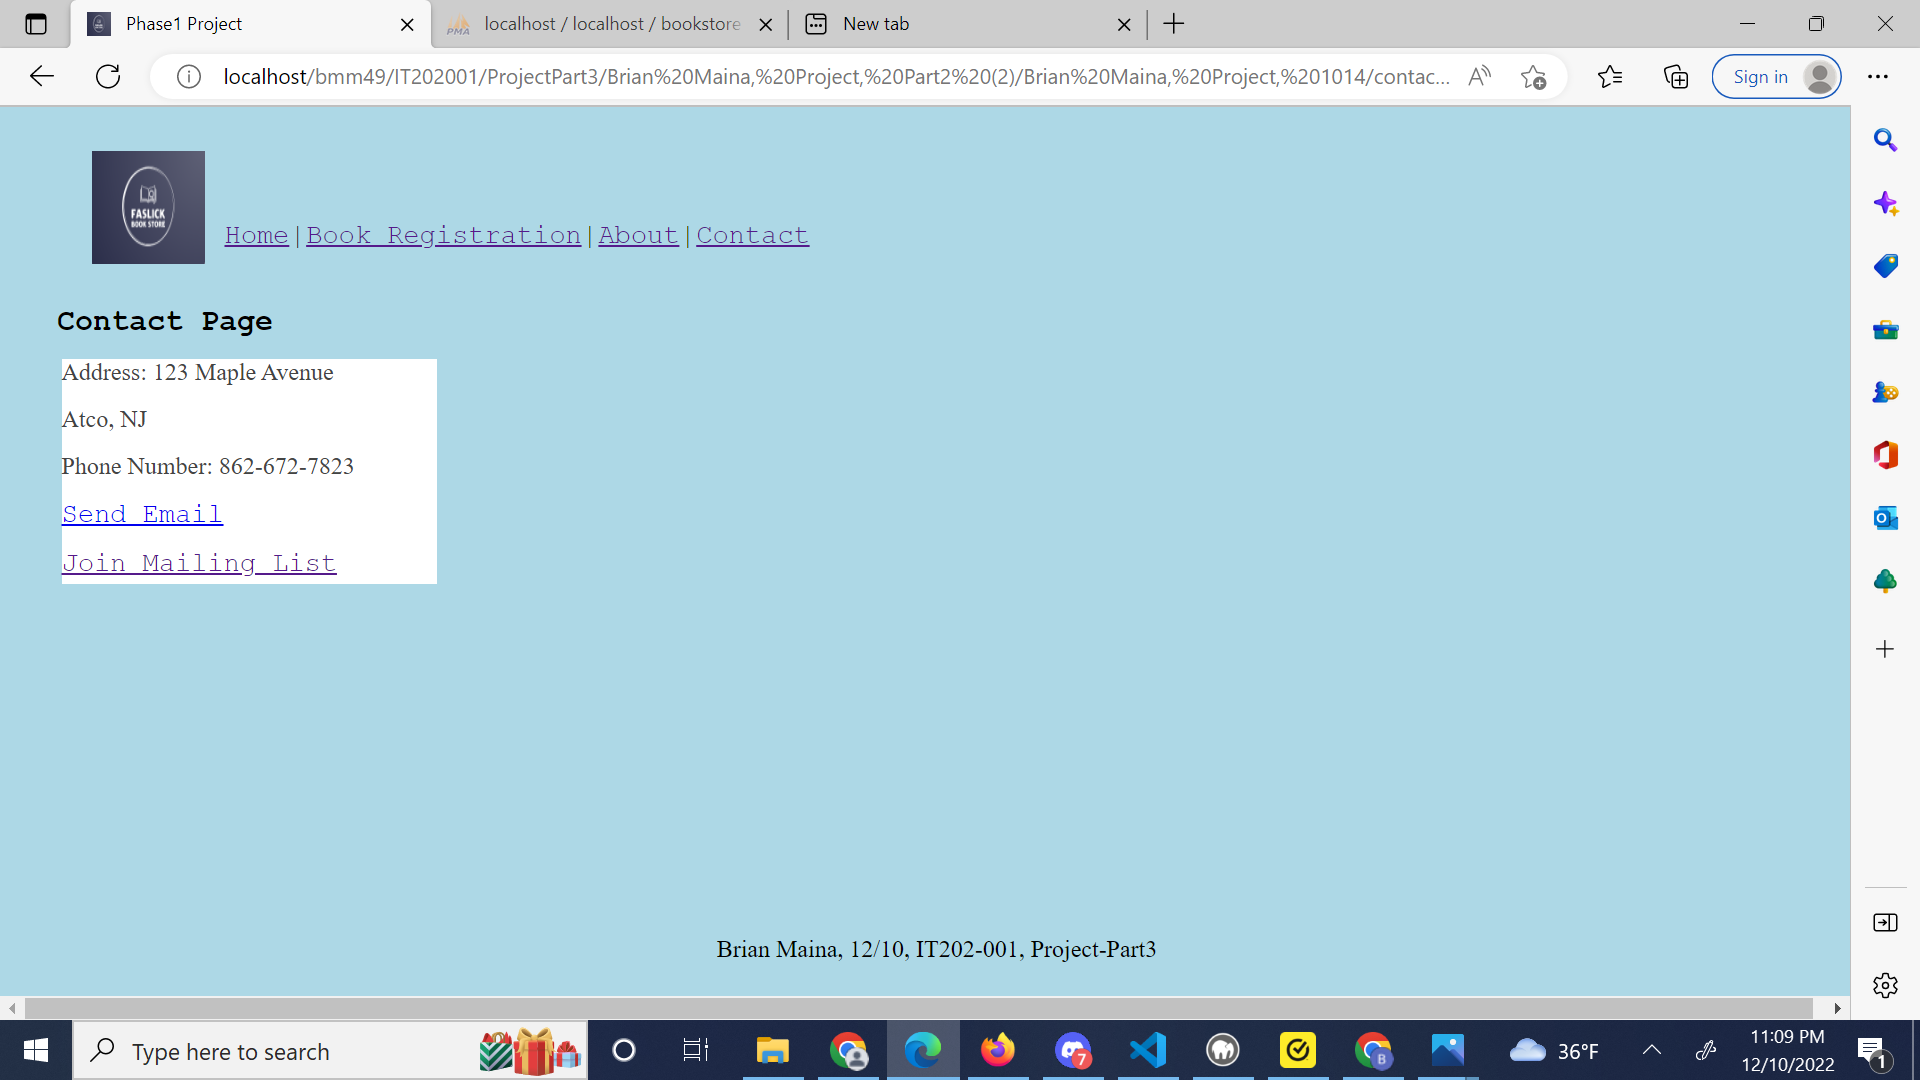 Phase1 Project
PMA
localhost / localhost / bookstore
New tab
localhost/bmm49/IT202001/ProjectPart3/Brian%20Maina,%20Project,%20Part2%20(2)/Brian%20Maina,%20Project,%201014/contac...
Sign in
FASLICK
BOOK STORE
Home | Book Registration | About | Contact
Contact Page
Address: 123 Maple Avenue
Atco, NJ
Phone Number: 862-672-7823
Send Email
Join Mailing List
Brian Maina, 12/10, IT202-001, Project-Part3
Type here to search
7
B
36°F
11:09 PM
12/10/2022
1